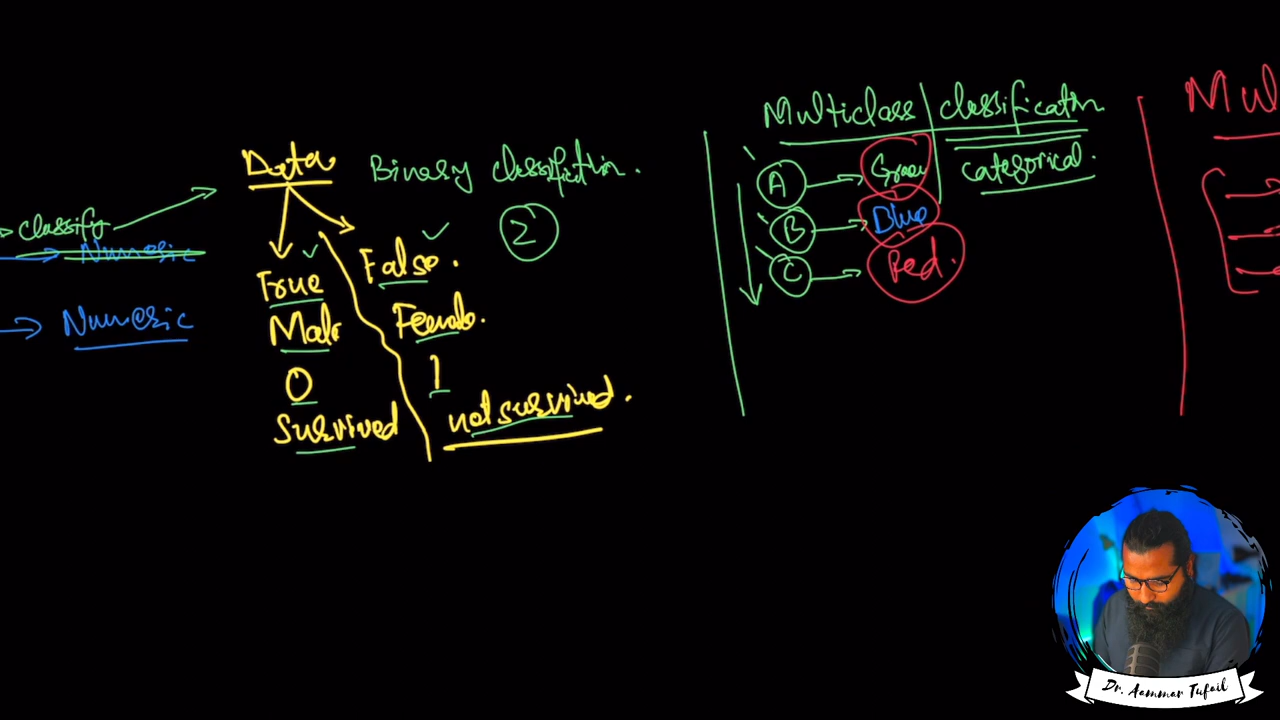 classify
Numeric
Numeric
Data
Binary classification.
Σ
True
False.
Male
Female.
0
1
Survived
not survived.
Multiclass classification
A
Green
categorical.
B
Blue
C
Red.
Mul
Dr. Aammar Tufail